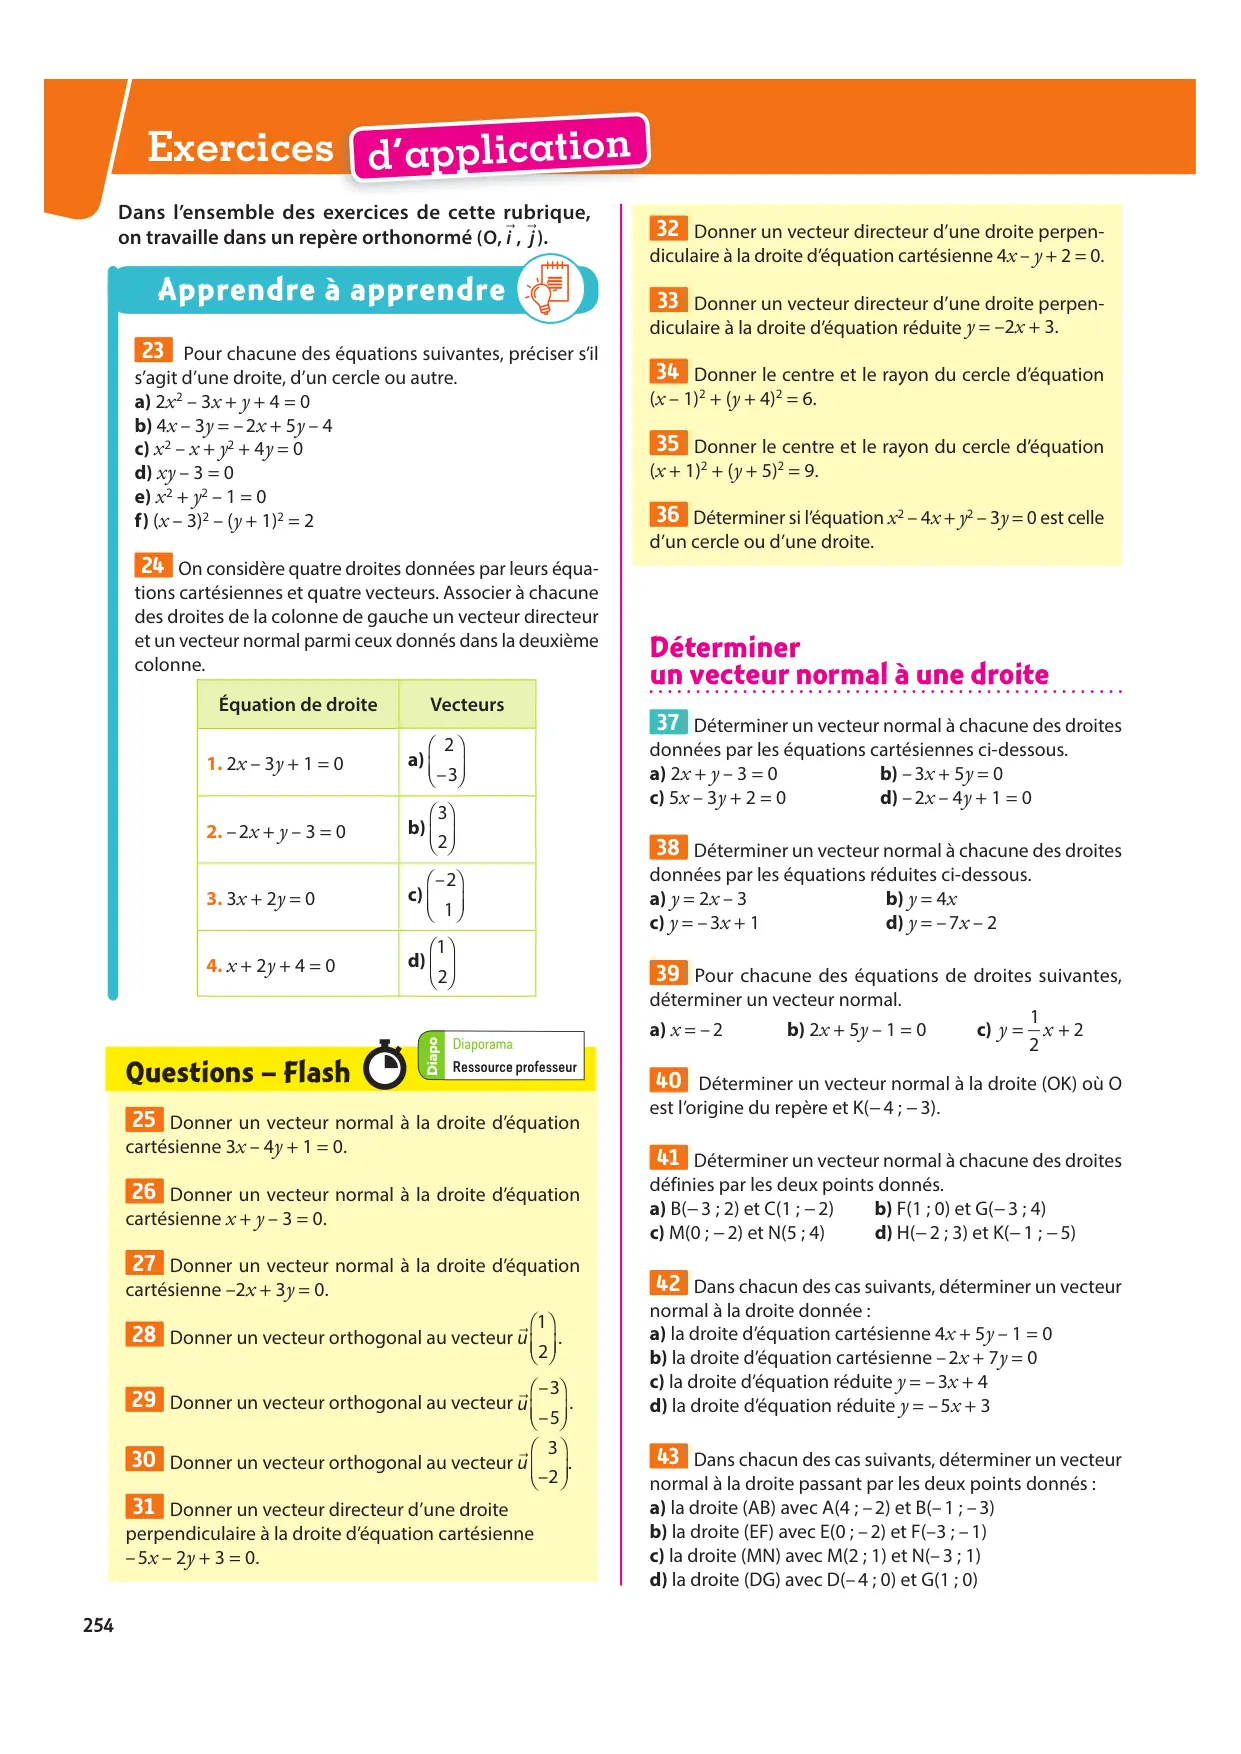 Exercices d'application
Dans l'ensemble des exercices de cette rubrique,
on travaille dans un repère orthonormé (O, i⃗ , j⃗ ).
Apprendre à apprendre
23 Pour chacune des équations suivantes, préciser s'il
s'agit d'une droite, d'un cercle ou autre.
a) 2x² – 3x + y + 4 = 0
b) 4x – 3y = – 2x + 5y – 4
c) x² – x + y² + 4y = 0
d) xy – 3 = 0
e) x² + y² – 1 = 0
f) (x – 3)² – (y + 1)² = 2
24 On considère quatre droites données par leurs équa-
tions cartésiennes et quatre vecteurs. Associer à chacune
des droites de la colonne de gauche un vecteur directeur
et un vecteur normal parmi ceux donnés dans la deuxième
colonne.
Équation de droite Vecteurs
1. 2x – 3y + 1 = 0 a) (2 ; –3)
2. – 2x + y – 3 = 0 b) (3 ; 2)
3. 3x + 2y = 0 c) (–2 ; 1)
4. x + 2y + 4 = 0 d) (1 ; 2)
Questions – Flash
Diapo
Diaporama
Ressource professeur
25 Donner un vecteur normal à la droite d'équation
cartésienne 3x – 4y + 1 = 0.
26 Donner un vecteur normal à la droite d'équation
cartésienne x + y – 3 = 0.
27 Donner un vecteur normal à la droite d'équation
cartésienne –2x + 3y = 0.
28 Donner un vecteur orthogonal au vecteur u⃗ (1 ; 2).
29 Donner un vecteur orthogonal au vecteur u⃗ (–3 ; –5).
30 Donner un vecteur orthogonal au vecteur u⃗ (3 ; –2).
31 Donner un vecteur directeur d'une droite
perpendiculaire à la droite d'équation cartésienne
– 5x – 2y + 3 = 0.
32 Donner un vecteur directeur d'une droite perpen-
diculaire à la droite d'équation cartésienne 4x – y + 2 = 0.
33 Donner un vecteur directeur d'une droite perpen-
diculaire à la droite d'équation réduite y = –2x + 3.
34 Donner le centre et le rayon du cercle d'équation
(x – 1)² + (y + 4)² = 6.
35 Donner le centre et le rayon du cercle d'équation
(x + 1)² + (y + 5)² = 9.
36 Déterminer si l'équation x² – 4x + y² – 3y = 0 est celle
d'un cercle ou d'une droite.
Déterminer
un vecteur normal à une droite
37 Déterminer un vecteur normal à chacune des droites
données par les équations cartésiennes ci-dessous.
a) 2x + y – 3 = 0 b) – 3x + 5y = 0
c) 5x – 3y + 2 = 0 d) – 2x – 4y + 1 = 0
38 Déterminer un vecteur normal à chacune des droites
données par les équations réduites ci-dessous.
a) y = 2x – 3 b) y = 4x
c) y = – 3x + 1 d) y = – 7x – 2
39 Pour chacune des équations de droites suivantes,
déterminer un vecteur normal.
a) x = – 2 b) 2x + 5y – 1 = 0 c) y = 1/2 x + 2
40 Déterminer un vecteur normal à la droite (OK) où O
est l'origine du repère et K(– 4 ; – 3).
41 Déterminer un vecteur normal à chacune des droites
définies par les deux points donnés.
a) B(– 3 ; 2) et C(1 ; – 2) b) F(1 ; 0) et G(– 3 ; 4)
c) M(0 ; – 2) et N(5 ; 4) d) H(– 2 ; 3) et K(– 1 ; – 5)
42 Dans chacun des cas suivants, déterminer un vecteur
normal à la droite donnée :
a) la droite d'équation cartésienne 4x + 5y – 1 = 0
b) la droite d'équation cartésienne – 2x + 7y = 0
c) la droite d'équation réduite y = – 3x + 4
d) la droite d'équation réduite y = – 5x + 3
43 Dans chacun des cas suivants, déterminer un vecteur
normal à la droite passant par les deux points donnés :
a) la droite (AB) avec A(4 ; – 2) et B(– 1 ; – 3)
b) la droite (EF) avec E(0 ; – 2) et F(–3 ; – 1)
c) la droite (MN) avec M(2 ; 1) et N(– 3 ; 1)
d) la droite (DG) avec D(– 4 ; 0) et G(1 ; 0)
254